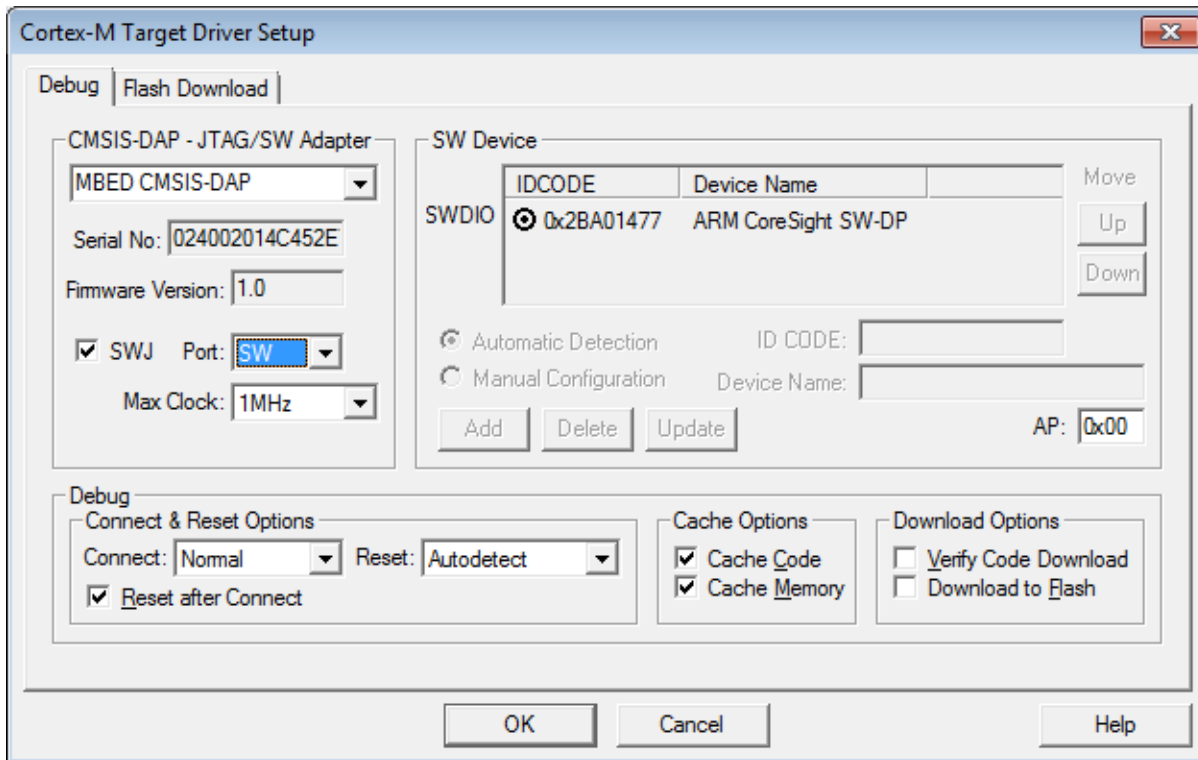 Cortex-M Target Driver Setup
Debug
Flash Download
CMSIS-DAP - JTAG/SW Adapter
MBED CMSIS-DAP
Serial No: 024002014C452E
Firmware Version: 1.0
SWJ Port: SW
Max Clock: 1MHz
SW Device
IDCODE Device Name
SWDIO 0x2BA01477 ARM CoreSight SW-DP
Move
Up
Down
Automatic Detection
Manual Configuration
ID CODE:
Device Name:
Add Delete Update
AP: 0x00
Debug
Connect & Reset Options
Connect: Normal Reset: Autodetect
Reset after Connect
Cache Options
Cache Code
Cache Memory
Download Options
Verify Code Download
Download to Flash
OK Cancel Help